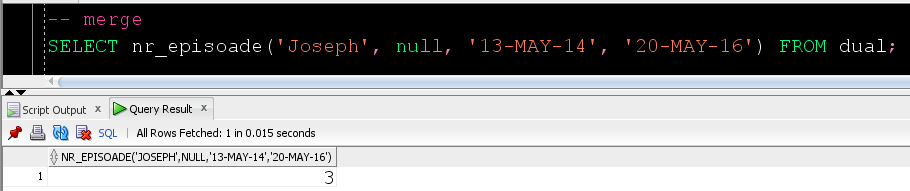 -- merge
SELECT nr_episoade('Joseph', null, '13-MAY-14', '20-MAY-16') FROM dual;
Script Output x Query Result x
SQL | All Rows Fetched: 1 in 0.015 seconds
NR_EPISOADE('JOSEPH',NULL,'13-MAY-14','20-MAY-16')
1 3